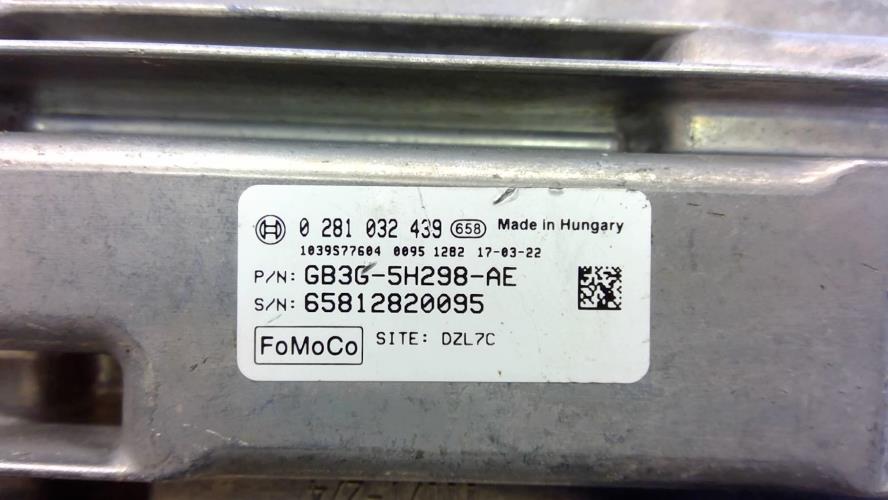 0 281 032 439 658 Made in Hungary
1039S77604 0095 1282 17-03-22
P/N: GB3G-5H298-AE
S/N: 65812820095
FoMoCo SITE: DZL7C